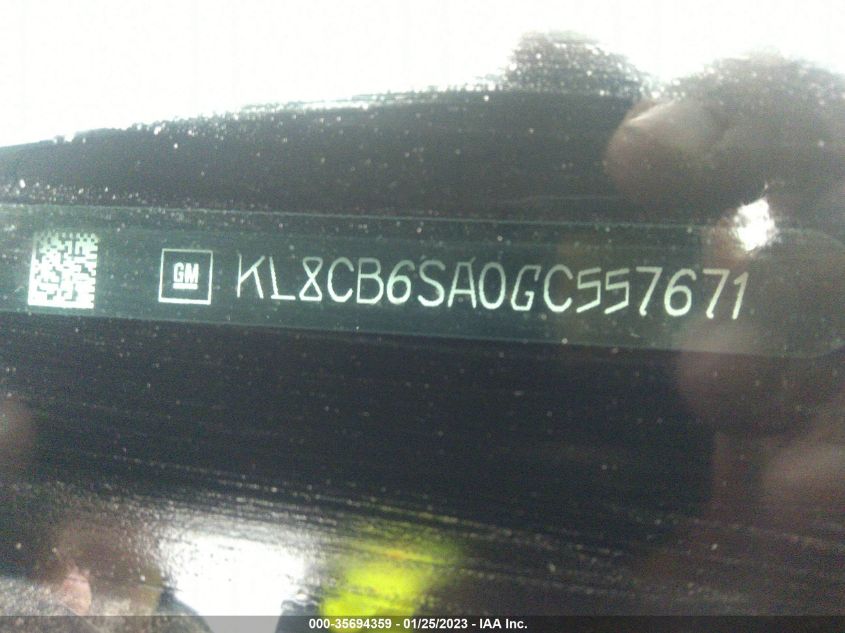 GM KL8CB6SA0GC557671
000-35694359 - 01/25/2023 - IAA Inc.